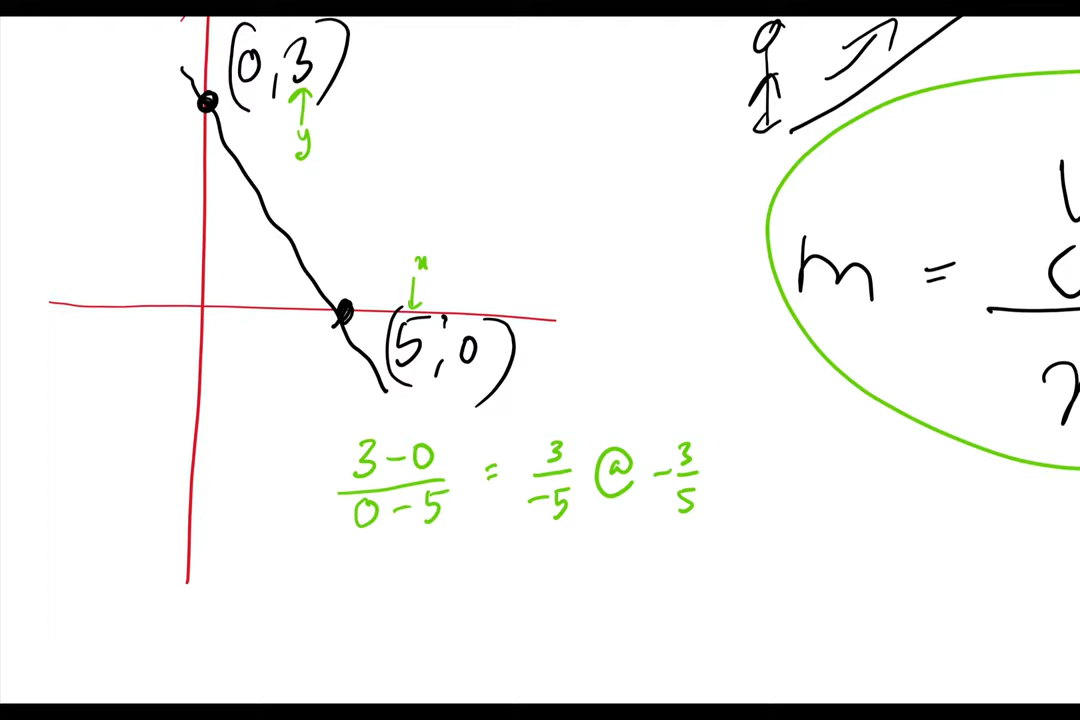 (0, 3)
y
m =
x
(5, 0)
3-0/0-5 = 3/-5 @ -3/5